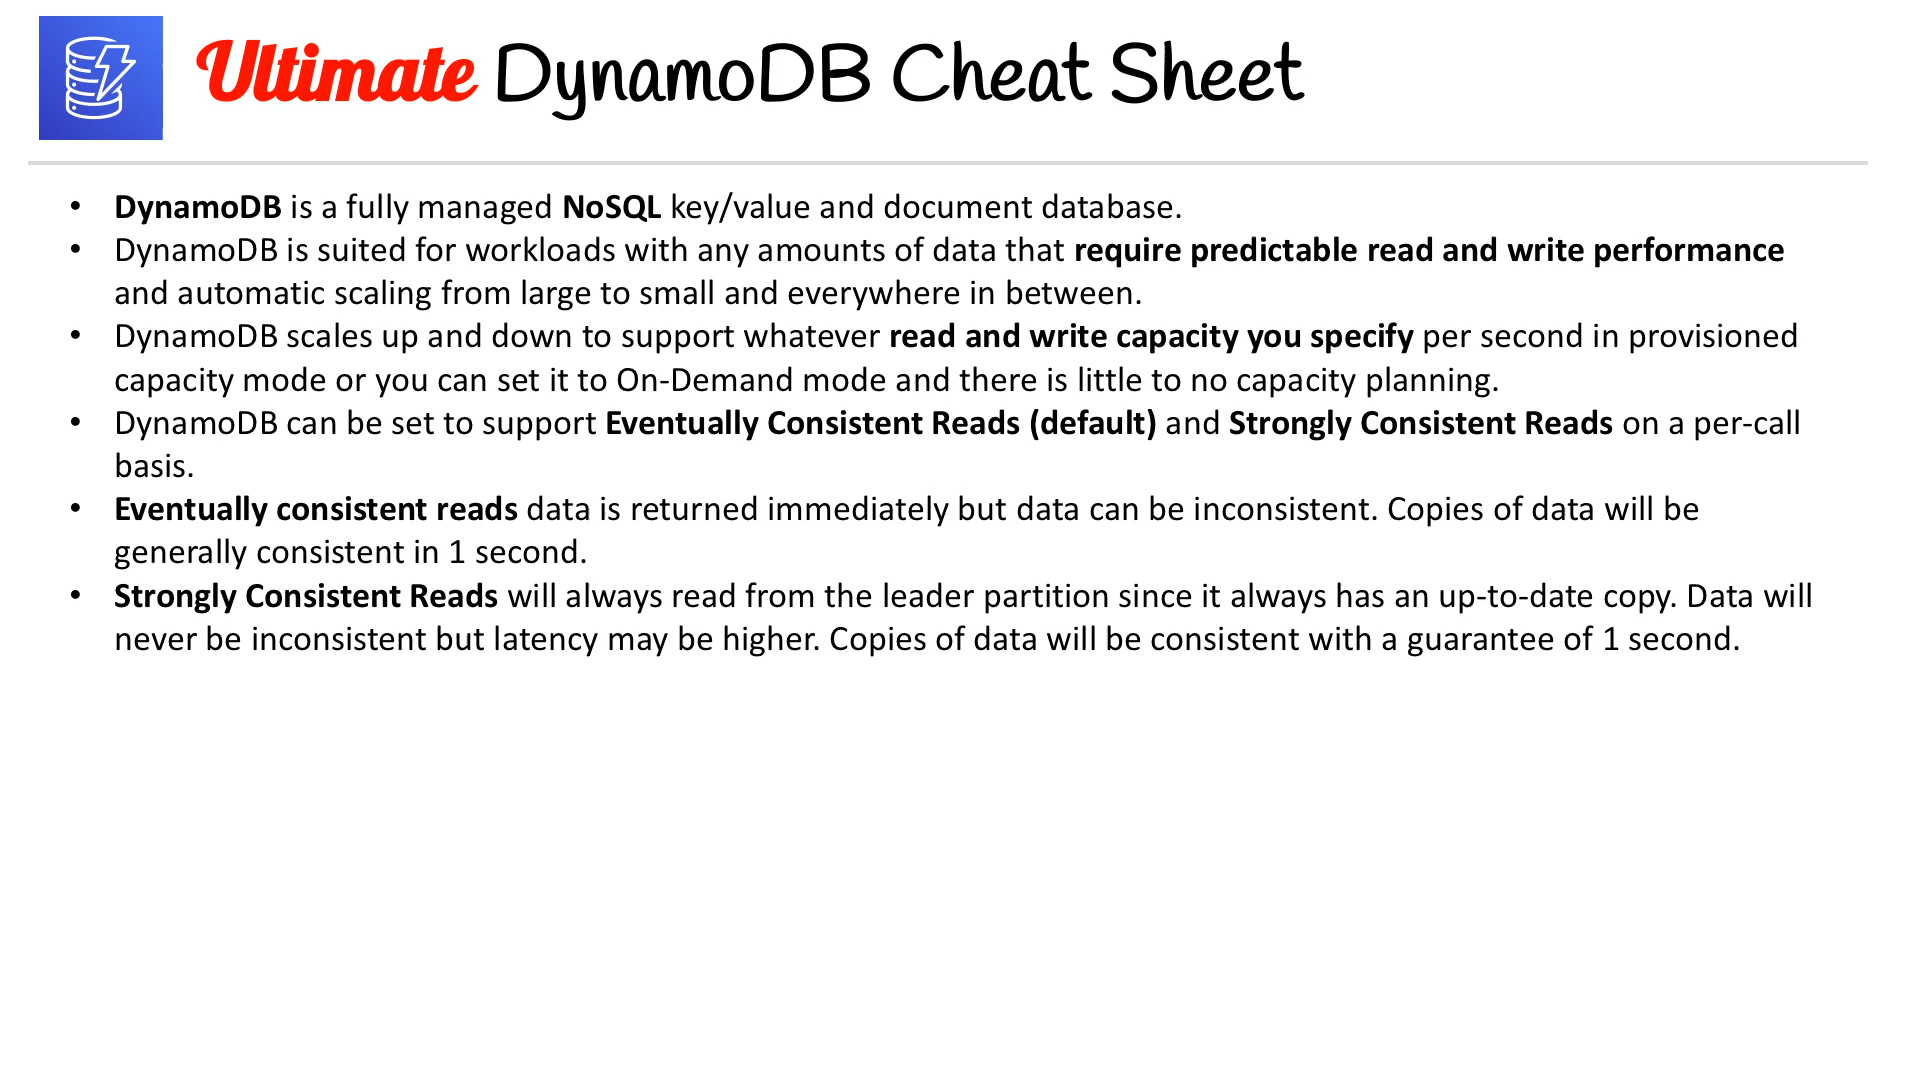 Ultimate DynamoDB Cheat Sheet
• DynamoDB is a fully managed NoSQL key/value and document database.
• DynamoDB is suited for workloads with any amounts of data that require predictable read and write performance
and automatic scaling from large to small and everywhere in between.
• DynamoDB scales up and down to support whatever read and write capacity you specify per second in provisioned
capacity mode or you can set it to On-Demand mode and there is little to no capacity planning.
• DynamoDB can be set to support Eventually Consistent Reads (default) and Strongly Consistent Reads on a per-call
basis.
• Eventually consistent reads data is returned immediately but data can be inconsistent. Copies of data will be
generally consistent in 1 second.
• Strongly Consistent Reads will always read from the leader partition since it always has an up-to-date copy. Data will
never be inconsistent but latency may be higher. Copies of data will be consistent with a guarantee of 1 second.